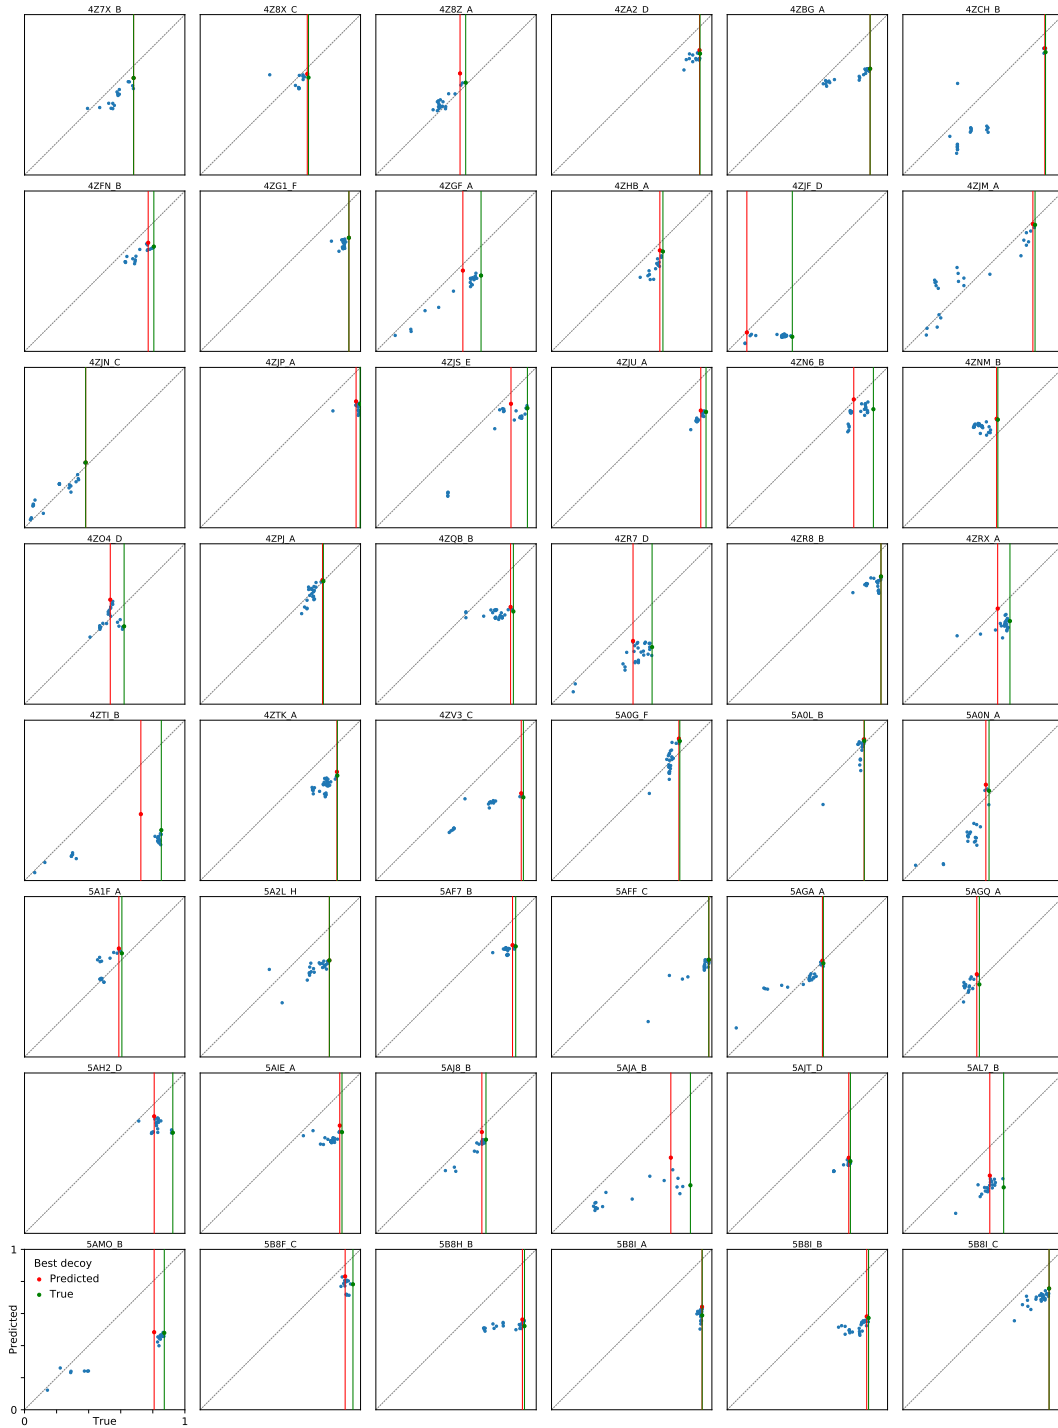 4Z7X_B 4Z8X_C 4Z8Z_A 4ZA2_D 4ZBG_A 4ZCH_B
4ZFN_B 4ZG1_F 4ZGF_A 4ZHB_A 4ZJF_D 4ZJM_A
4ZJN_C 4ZJP_A 4ZJS_E 4ZJU_A 4ZN6_B 4ZNM_B
4ZO4_D 4ZPJ_A 4ZQB_B 4ZR7_D 4ZR8_B 4ZRX_A
4ZTI_B 4ZTK_A 4ZV3_C 5A0G_F 5A0L_B 5A0N_A
5A1F_A 5A2L_H 5AF7_B 5AFF_C 5AGA_A 5AGQ_A
5AH2_D 5AIE_A 5AJ8_B 5AJA_B 5AJT_D 5AL7_B
5AMO_B 5B8F_C 5B8H_B 5B8I_A 5B8I_B 5B8I_C
1
Best decoy
Predicted
True
Predicted
0
0 True 1